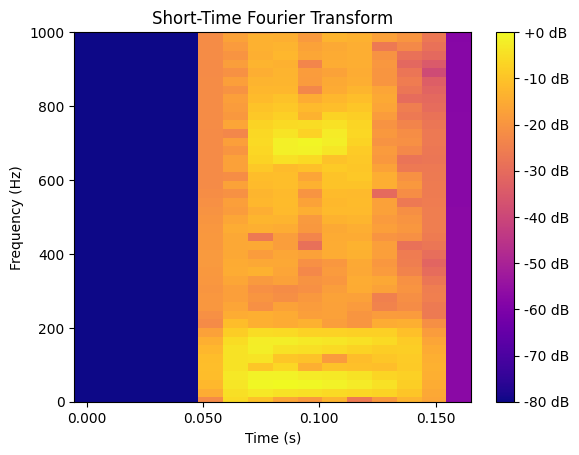 Short-Time Fourier Transform
1000
800
600
400
200
0
Frequency (Hz)
0.000
0.050
0.100
0.150
Time (s)
+0 dB
-10 dB
-20 dB
-30 dB
-40 dB
-50 dB
-60 dB
-70 dB
-80 dB